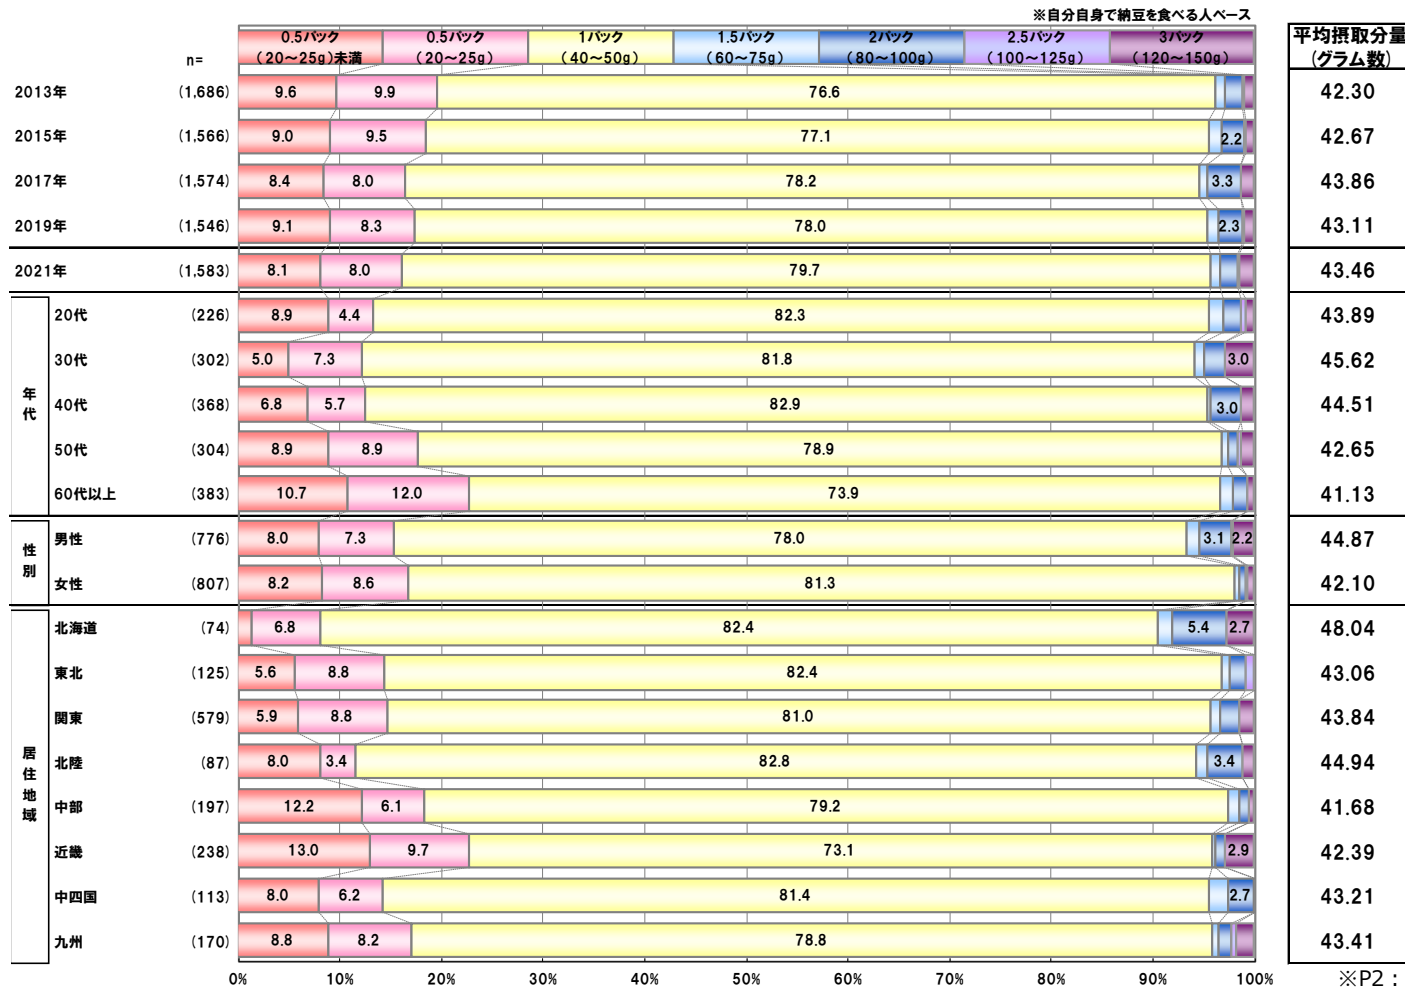 ※自分自身で納豆を食べる人ベース
0.5パック
(20~25g)未満
0.5パック
(20~25g)
1パック
(40~50g)
1.5パック
(60~75g)
2パック
(80~100g)
2.5パック
(100~125g)
3パック
(120~150g)
平均摂取分量
(グラム数)
n=
2013年 (1,686) 9.6 9.9 76.6 42.30
2015年 (1,566) 9.0 9.5 77.1 2.2 42.67
2017年 (1,574) 8.4 8.0 78.2 3.3 43.86
2019年 (1,546) 9.1 8.3 78.0 2.3 43.11
2021年 (1,583) 8.1 8.0 79.7 43.46
年代
20代 (226) 8.9 4.4 82.3 43.89
30代 (302) 5.0 7.3 81.8 3.0 45.62
40代 (368) 6.8 5.7 82.9 3.0 44.51
50代 (304) 8.9 8.9 78.9 42.65
60代以上 (383) 10.7 12.0 73.9 41.13
性別
男性 (776) 8.0 7.3 78.0 3.1 2.2 44.87
女性 (807) 8.2 8.6 81.3 42.10
居住地域
北海道 (74) 6.8 82.4 5.4 2.7 48.04
東北 (125) 5.6 8.8 82.4 43.06
関東 (579) 5.9 8.8 81.0 43.84
北陸 (87) 8.0 3.4 82.8 3.4 44.94
中部 (197) 12.2 6.1 79.2 41.68
近畿 (238) 13.0 9.7 73.1 2.9 42.39
中四国 (113) 8.0 6.2 81.4 2.7 43.21
九州 (170) 8.8 8.2 78.8 43.41
0% 10% 20% 30% 40% 50% 60% 70% 80% 90% 100%
※P2: